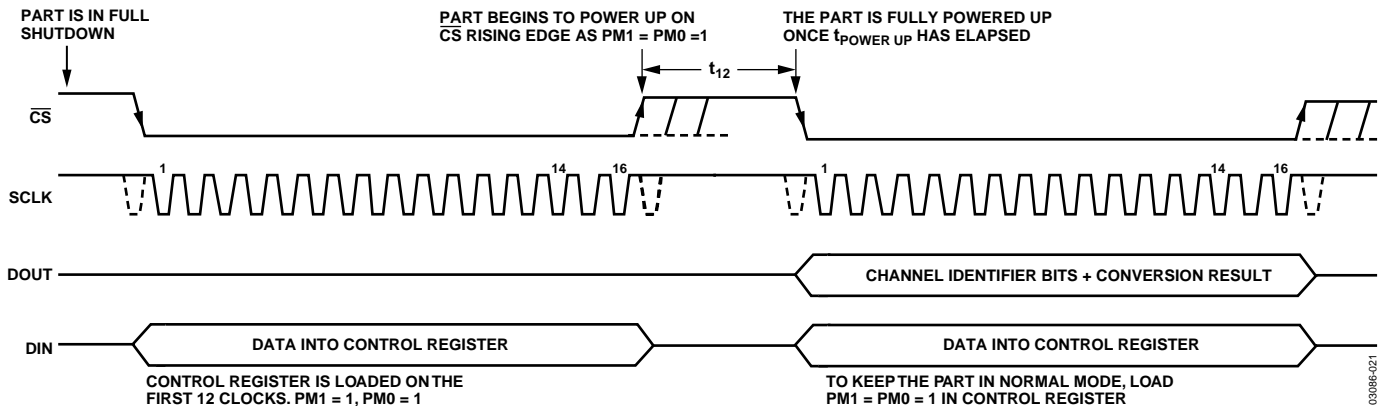 PART IS IN FULL
SHUTDOWN
PART BEGINS TO POWER UP ON
CS RISING EDGE AS PM1 = PM0 =1
THE PART IS FULLY POWERED UP
ONCE tPOWER UP HAS ELAPSED
t12
CS
1
14
16
1
14
16
SCLK
DOUT
CHANNEL IDENTIFIER BITS + CONVERSION RESULT
DIN
DATA INTO CONTROL REGISTER
DATA INTO CONTROL REGISTER
CONTROL REGISTER IS LOADED ON THE
FIRST 12 CLOCKS. PM1 = 1, PM0 = 1
TO KEEP THE PART IN NORMAL MODE, LOAD
PM1 = PM0 = 1 IN CONTROL REGISTER
03086-021